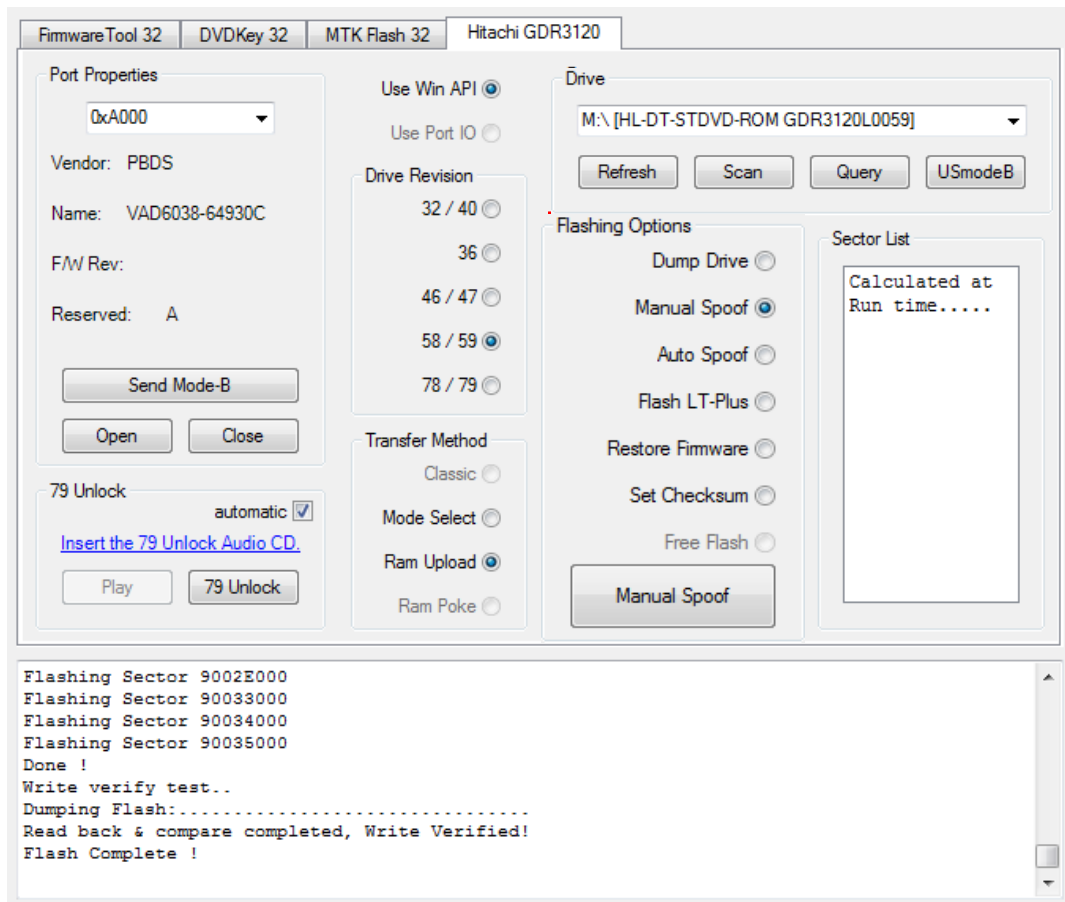 FirmwareTool 32
DVDKey 32
MTK Flash 32
Hitachi GDR3120
Port Properties
0xA000
Vendor: PBDS
Name: VAD6038-64930C
F/W Rev:
Reserved: A
Send Mode-B
Open
Close
79 Unlock
automatic
Insert the 79 Unlock Audio CD.
Play
79 Unlock
Use Win API
Use Port IO
Drive Revision
32 / 40
36
46 / 47
58 / 59
78 / 79
Transfer Method
Classic
Mode Select
Ram Upload
Ram Poke
Drive
M:\ [HL-DT-STDVD-ROM GDR3120L0059]
Refresh
Scan
Query
USmodeB
Flashing Options
Dump Drive
Manual Spoof
Auto Spoof
Flash LT-Plus
Restore Firmware
Set Checksum
Free Flash
Manual Spoof
Sector List
Calculated at
Run time.....
Flashing Sector 9002E000
Flashing Sector 90033000
Flashing Sector 90034000
Flashing Sector 90035000
Done !
Write verify test..
Dumping Flash:................................
Read back & compare completed, Write Verified!
Flash Complete !